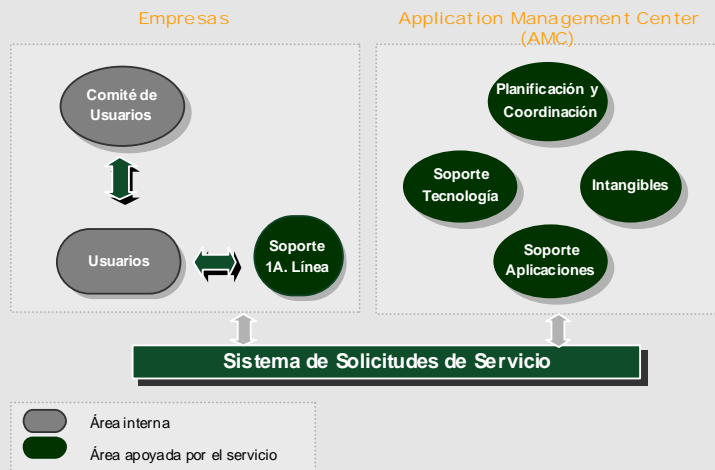 Empresas
Application Management Center
(AMC)
Comité de
Usuarios
Planificación y
Coordinación
Soporte
Tecnología
Intangibles
Usuarios
Soporte
1A. Línea
Soporte
Aplicaciones
Sistema de Solicitudes de Servicio
Área interna
Área apoyada por el servicio